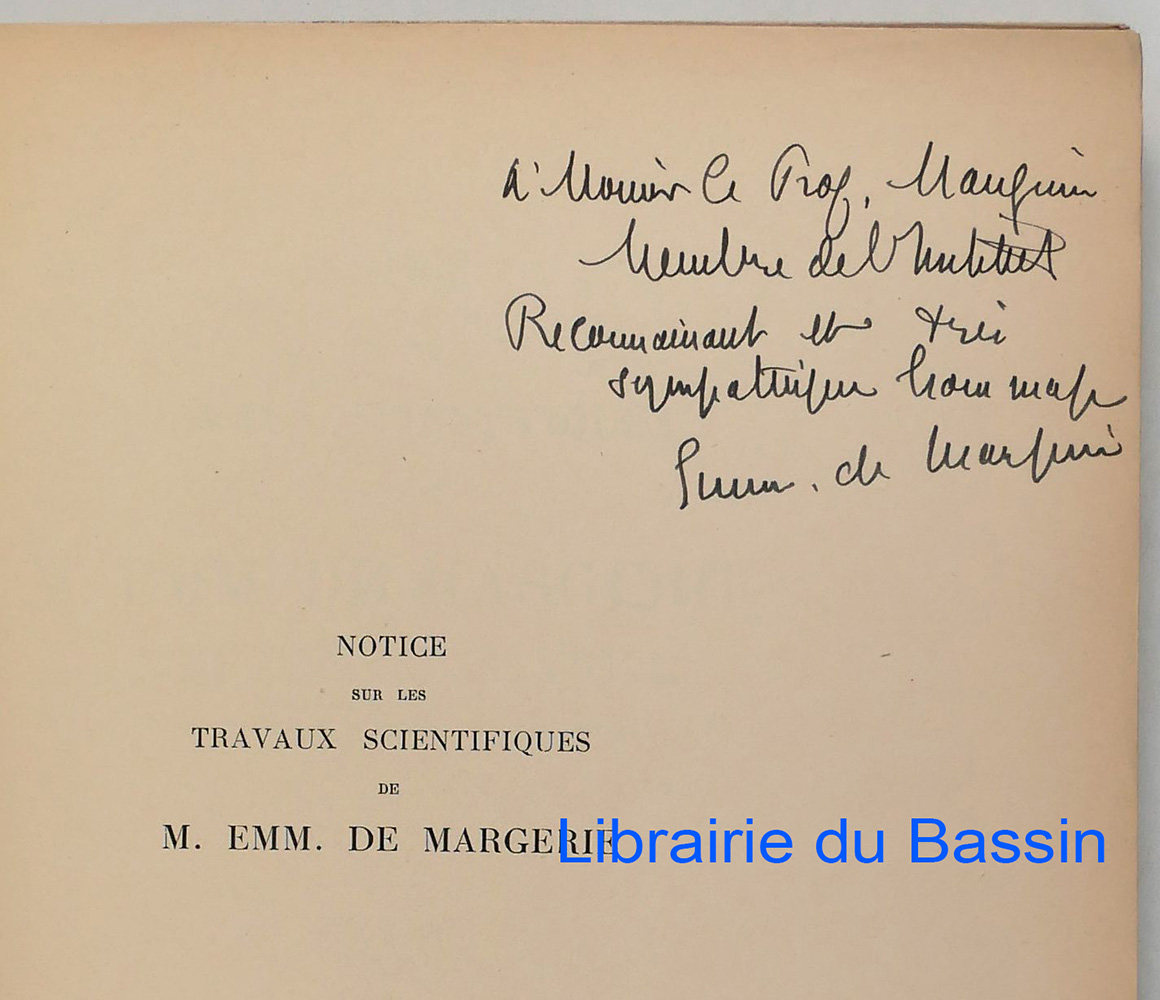 A' Monsieur le Prof. Mauguin
Membre de l'Institut
Reconnaissant et très
sympathique hommage
Emm. de Margerie
NOTICE
SUR LES
TRAVAUX SCIENTIFIQUES
DE
M. EMM. DE MARGERIE
Librairie du Bassin